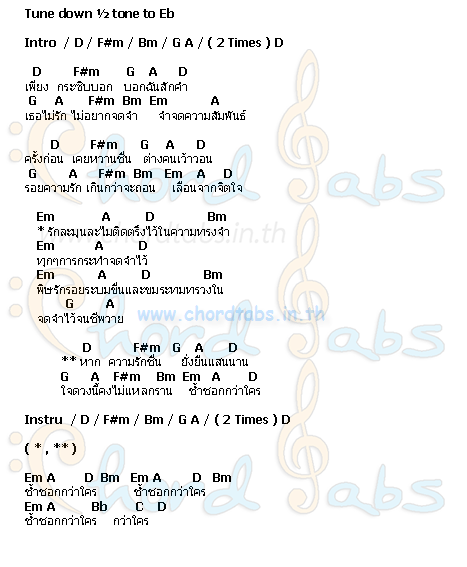 Tune down ½ tone to Eb
Intro / D / F#m / Bm / G A / ( 2 Times ) D
D F#m G A D
เพียง กระซิบบอก บอกฉันสักคำ
G A F#m Bm Em A
เธอไม่รัก ไม่อยากจดจำ จำจดความสัมพันธ์
D F#m G A D
ครั้งก่อน เคยหวานชื่น ต่างคนเว้าวอน
G A F#m Bm Em A D
รอยความรัก เกินกว่าจะถอน เลือนจากจิตใจ
Em A D Bm
* รักละมุนละไมติดตรึงไว้ในความทรงจำ
Em A D
ทุกๆการกระทำจดจำไว้
Em A D Bm
พิษรักรอยระบมขื่นและขมระทมทรวงใน
G A
จดจำไว้จนชีพวาย
www.chordtabs.in.th
D F#m G A D
** หาก ความรักชื่น ยั่งยืนแสนนาน
G A F#m Bm Em A D
ใจดวงนี้คงไม่แหลกราน ช้ำชอกกว่าใคร
Instru / D / F#m / Bm / G A / ( 2 Times ) D
( * , ** )
Em A D Bm Em A D Bm
ช้ำชอกกว่าใคร ช้ำชอกกว่าใคร
Em A Bb C D
ช้ำชอกกว่าใคร กว่าใคร